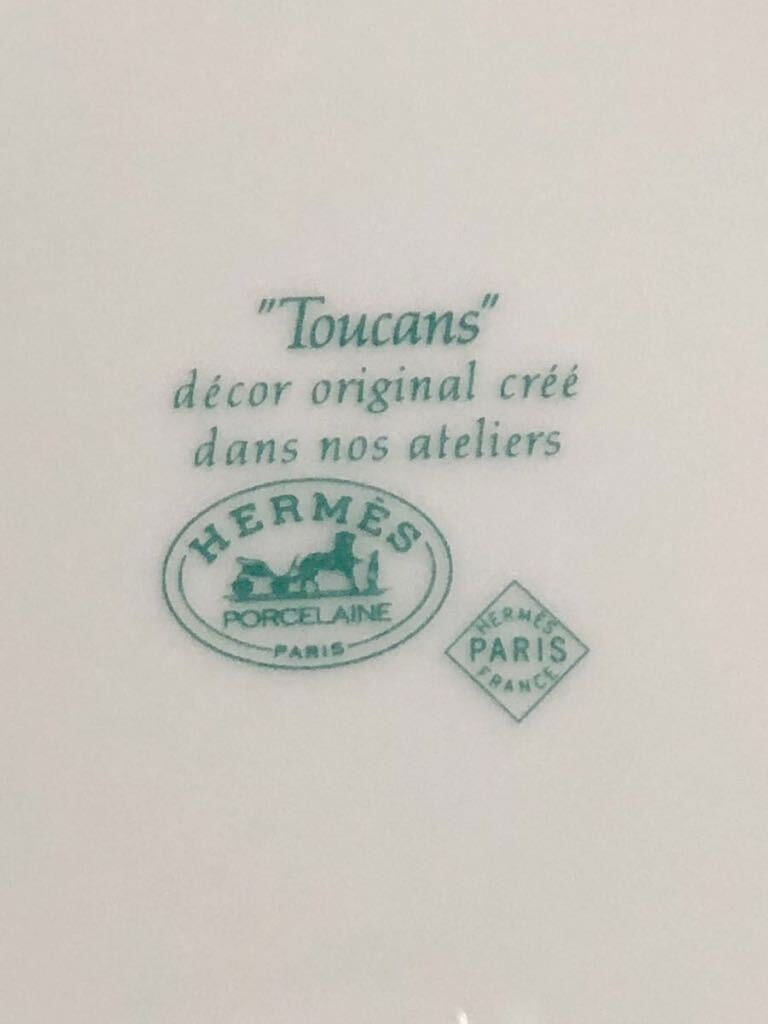 "Toucans"
décor original créé
dans nos ateliers
HERMÈS
PORCELAINE
PARIS
HERMÈS
PARIS
FRANCE